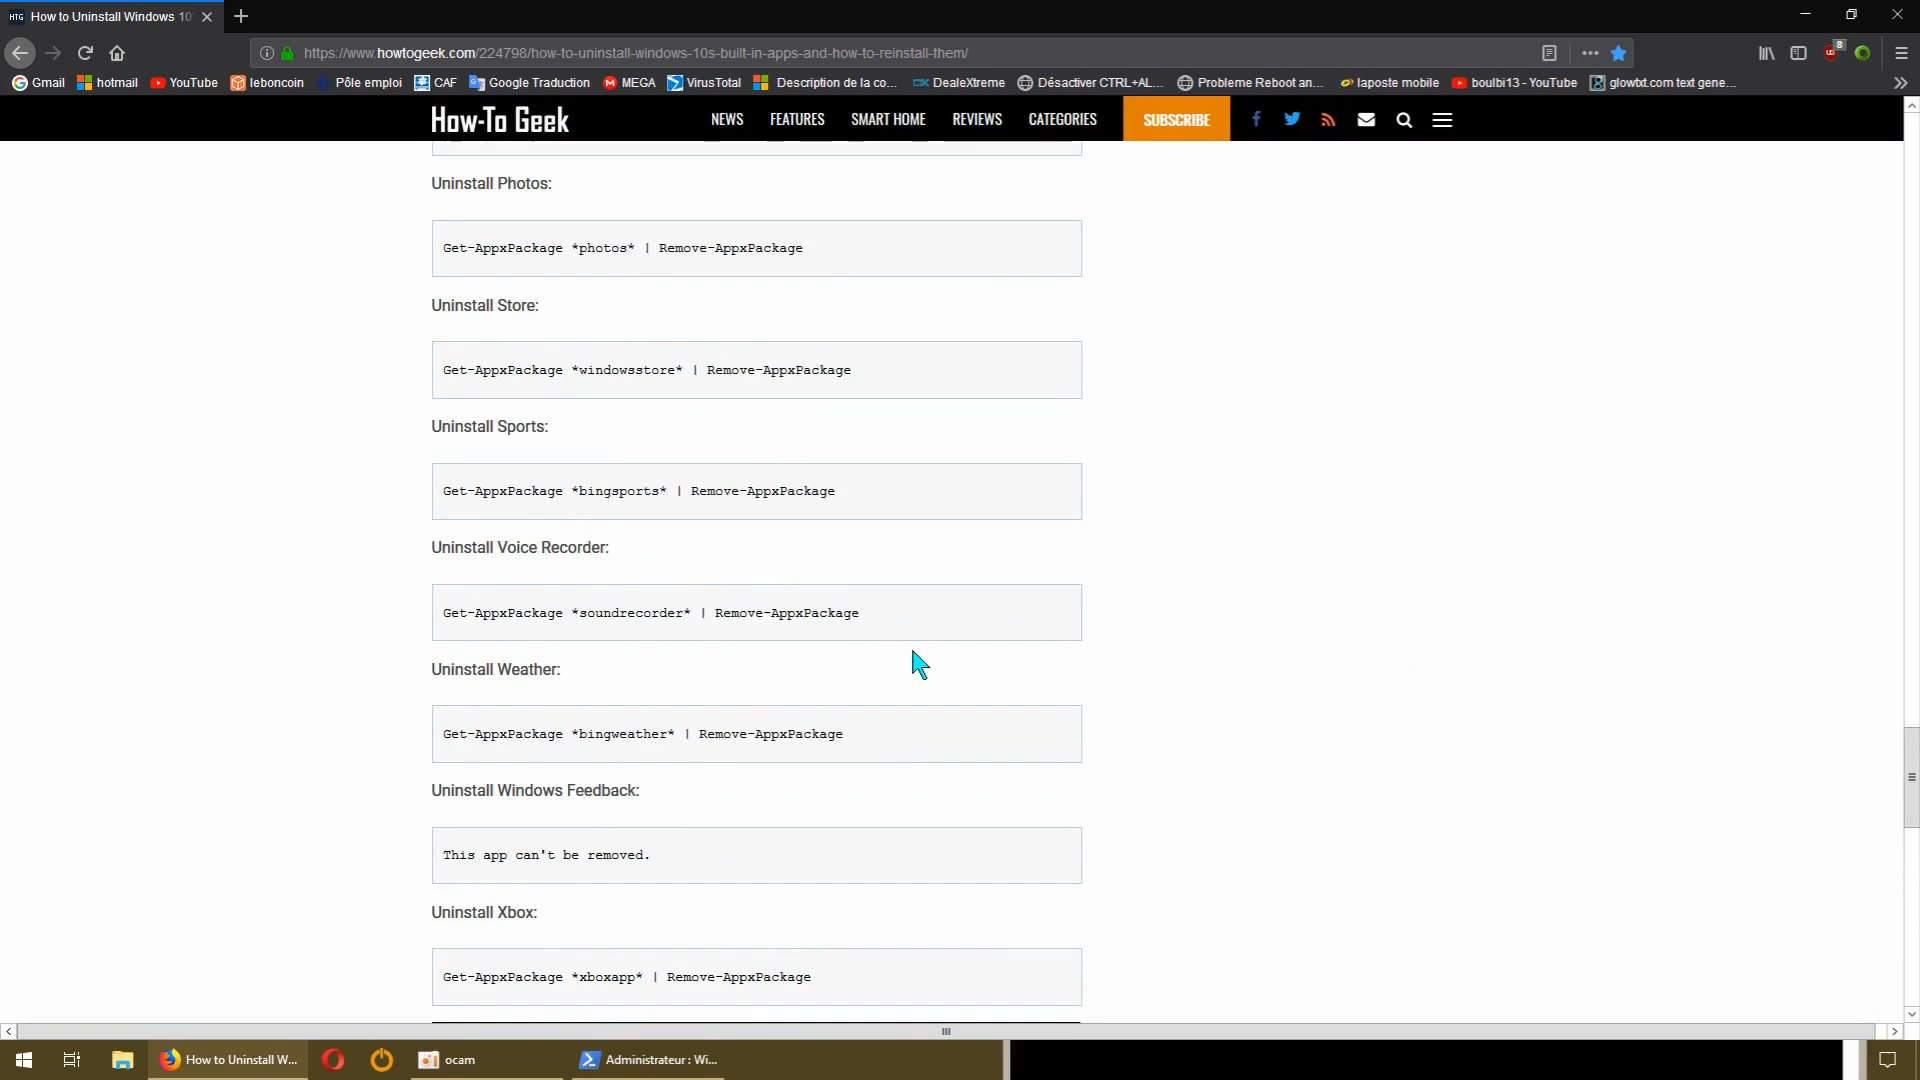 HTG How to Uninstall Windows 10
https://www.howtogeek.com/224798/how-to-uninstall-windows-10s-built-in-apps-and-how-to-reinstall-them/
8
Gmail hotmail YouTube leboncoin Pôle emploi CAF Google Traduction MEGA VirusTotal Description de la co... DealeXtreme Désactiver CTRL+AL... Probleme Reboot an... laposte mobile boulbi13 - YouTube glowtxt.com text gene...
How-To Geek NEWS FEATURES SMART HOME REVIEWS CATEGORIES SUBSCRIBE
Uninstall Photos:
Get-AppxPackage *photos* | Remove-AppxPackage
Uninstall Store:
Get-AppxPackage *windowsstore* | Remove-AppxPackage
Uninstall Sports:
Get-AppxPackage *bingsports* | Remove-AppxPackage
Uninstall Voice Recorder:
Get-AppxPackage *soundrecorder* | Remove-AppxPackage
Uninstall Weather:
Get-AppxPackage *bingweather* | Remove-AppxPackage
Uninstall Windows Feedback:
This app can't be removed.
Uninstall Xbox:
Get-AppxPackage *xboxapp* | Remove-AppxPackage
How to Uninstall W... ocam Administrateur : Wi...